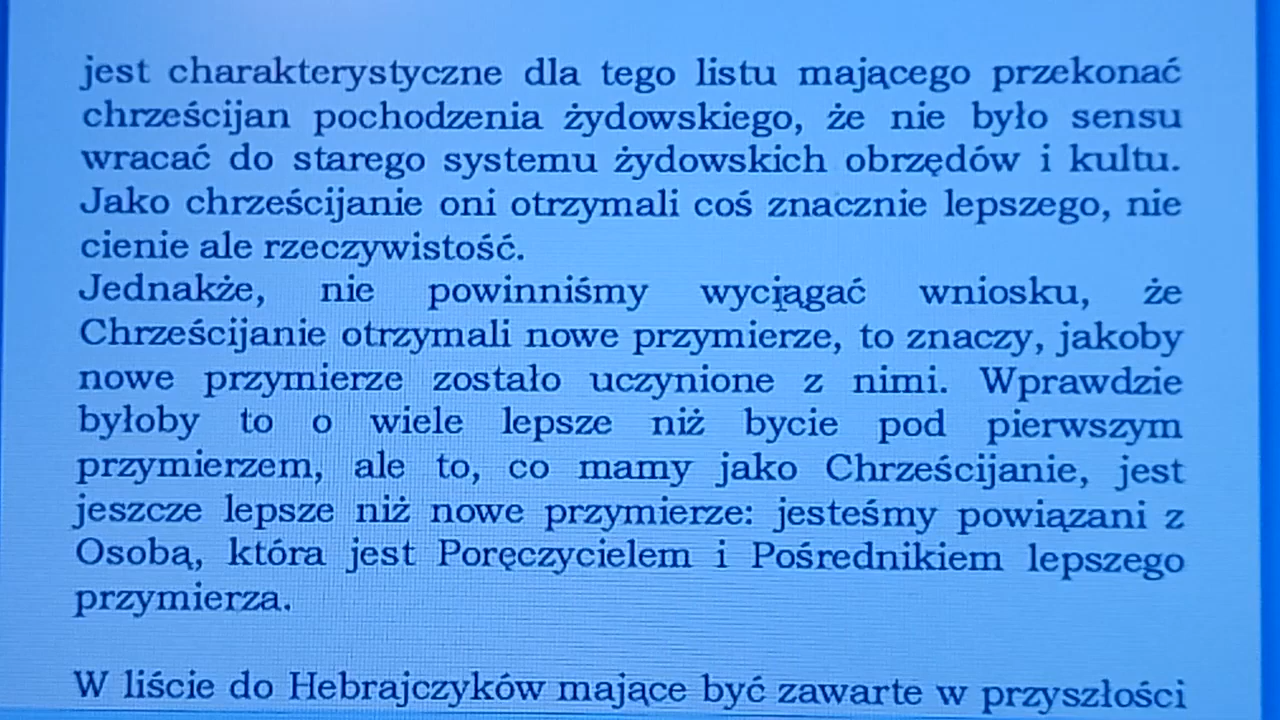 jest charakterystyczne dla tego listu mającego przekonać
chrześcijan pochodzenia żydowskiego, że nie było sensu
wracać do starego systemu żydowskich obrzędów i kultu.
Jako chrześcijanie oni otrzymali coś znacznie lepszego, nie
cienie ale rzeczywistość.
Jednakże, nie powinniśmy wyciągać wniosku, że
Chrześcijanie otrzymali nowe przymierze, to znaczy, jakoby
nowe przymierze zostało uczynione z nimi. Wprawdzie
byłoby to o wiele lepsze niż bycie pod pierwszym
przymierzem, ale to, co mamy jako Chrześcijanie, jest
jeszcze lepsze niż nowe przymierze: jesteśmy powiązani z
Osobą, która jest Poręczycielem i Pośrednikiem lepszego
przymierza.
W liście do Hebrajczyków mające być zawarte w przyszłości